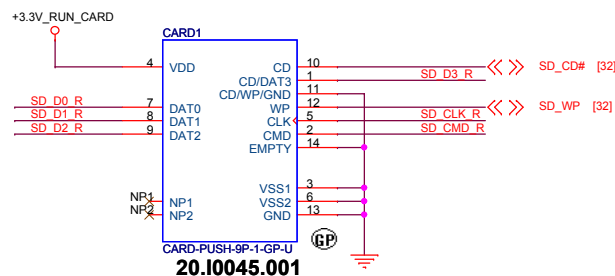 +3.3V_RUN_CARD
CARD1
4 VDD CD 10 SD_CD# [32]
CD/DAT3 1 SD_D3_R
CD/WP/GND 11
SD_D0_R 7 DAT0 WP 12 SD_WP [32]
SD_D1_R 8 DAT1 CLK 5 SD_CLK_R
SD_D2_R 9 DAT2 CMD 2 SD_CMD_R
EMPTY 14
VSS1 3
NP1 NP1 VSS2 6
NP2 NP2 GND 13
GP
CARD-PUSH-9P-1-GP-U
20.I0045.001